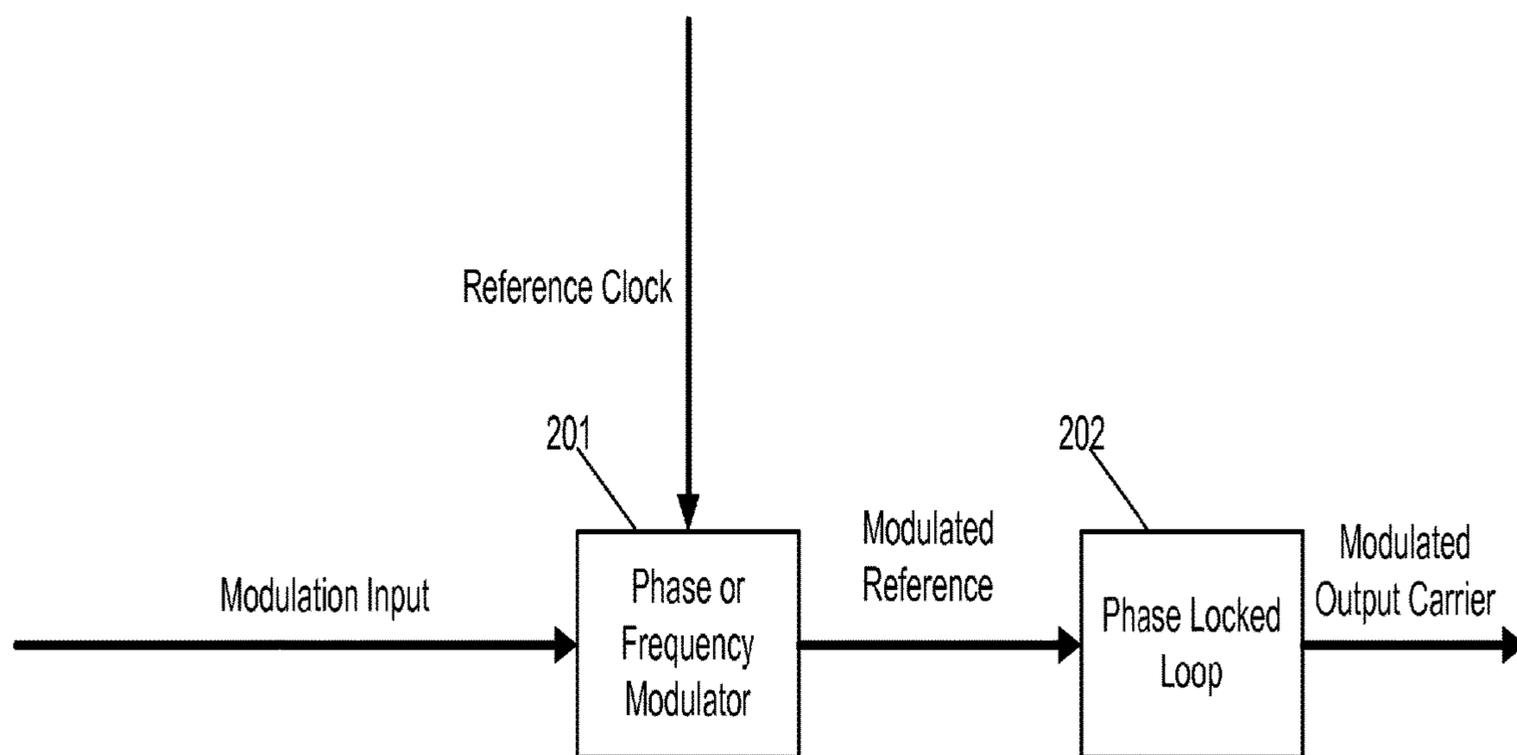 Reference Clock
201
202
Modulation Input
Phase or
Frequency
Modulator
Modulated
Reference
Phase Locked
Loop
Modulated
Output Carrier